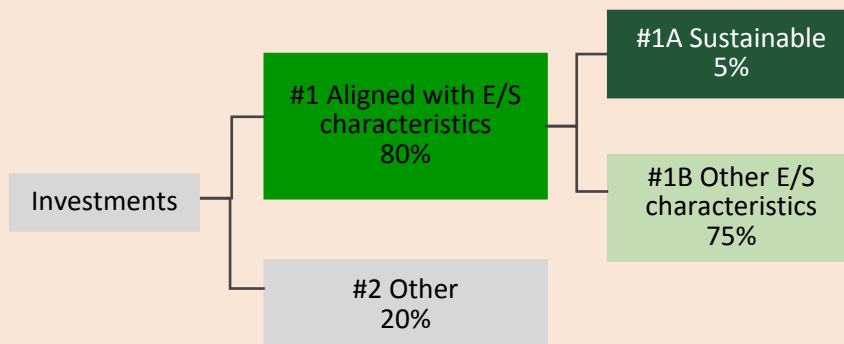 Investments
#1 Aligned with E/S
characteristics
80%
#2 Other
20%
#1A Sustainable
5%
#1B Other E/S
characteristics
75%